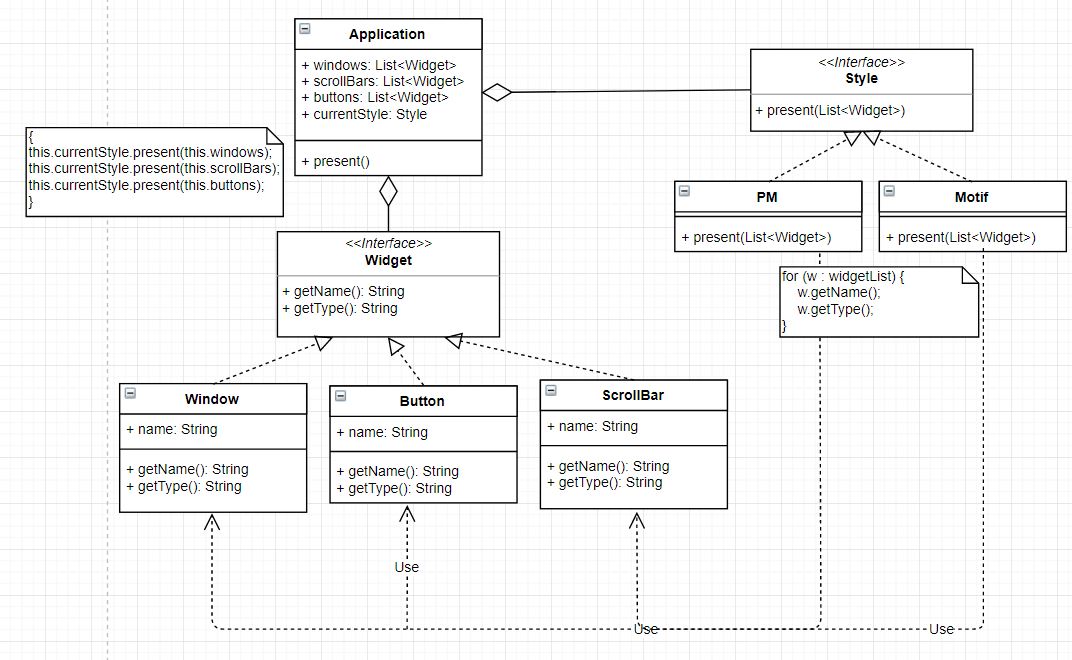 Application
+ windows: List<Widget>
+ scrollBars: List<Widget>
+ buttons: List<Widget>
+ currentStyle: Style
+ present()
<<Interface>>
Style
+ present(List<Widget>)
{
this.currentStyle.present(this.windows);
this.currentStyle.present(this.scrollBars);
this.currentStyle.present(this.buttons);
}
PM
+ present(List<Widget>)
Motif
+ present(List<Widget>)
<<Interface>>
Widget
+ getName(): String
+ getType(): String
for (w : widgetList) {
w.getName();
w.getType();
}
Window
+ name: String
+ getName(): String
+ getType(): String
Button
+ name: String
+ getName(): String
+ getType(): String
ScrollBar
+ name: String
+ getName(): String
+ getType(): String
Use
Use
Use